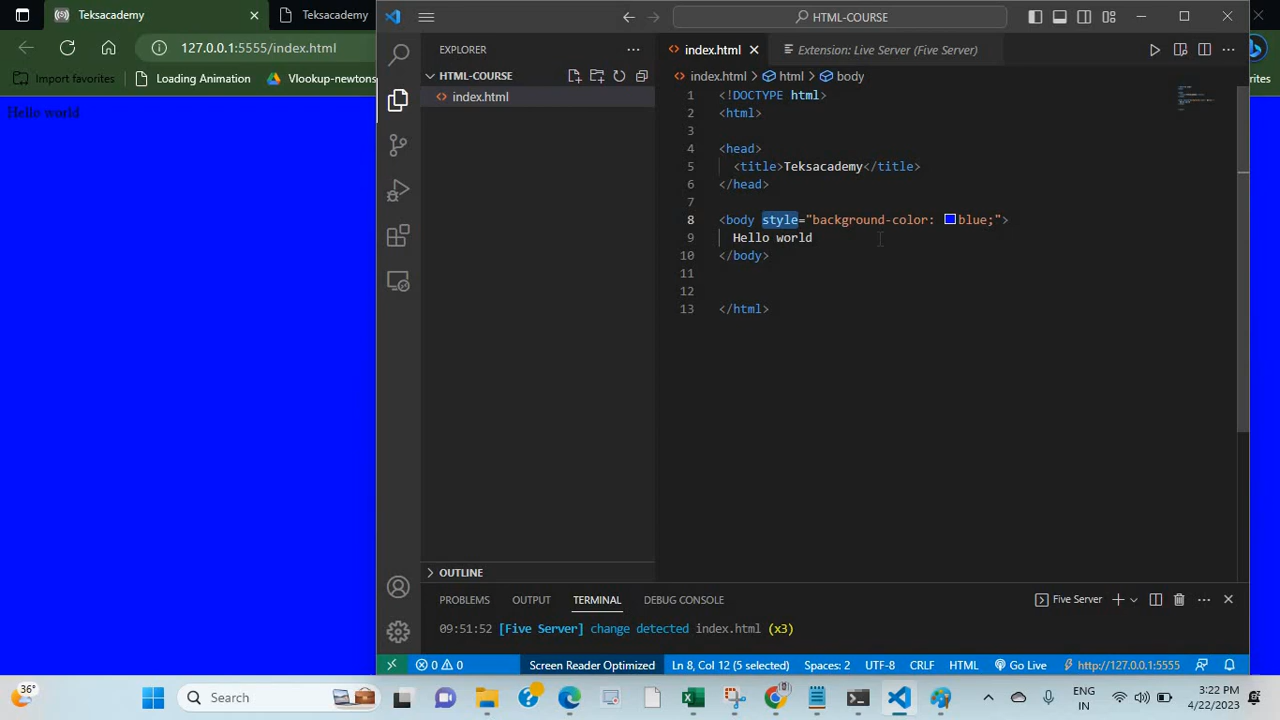 Teksacademy
Teksacademy
127.0.0.1:5555/index.html
Import favorites
Loading Animation
Vlookup-newtons
Hello world
HTML-COURSE
EXPLORER
HTML-COURSE
index.html
index.html
Extension: Live Server (Five Server)
index.html > html > body
1 <!DOCTYPE html>
2 <html>
3
4 <head>
5 <title>Teksacademy</title>
6 </head>
7
8 <body style="background-color: blue;">
9 Hello world
10 </body>
11
12
13 </html>
rites
OUTLINE
PROBLEMS OUTPUT TERMINAL DEBUG CONSOLE
Five Server
09:51:52 [Five Server] change detected index.html (x3)
0 0 Screen Reader Optimized Ln 8, Col 12 (5 selected) Spaces: 2 UTF-8 CRLF HTML Go Live http://127.0.0.1:5555
36°
Search
ENG
IN
3:22 PM
4/22/2023